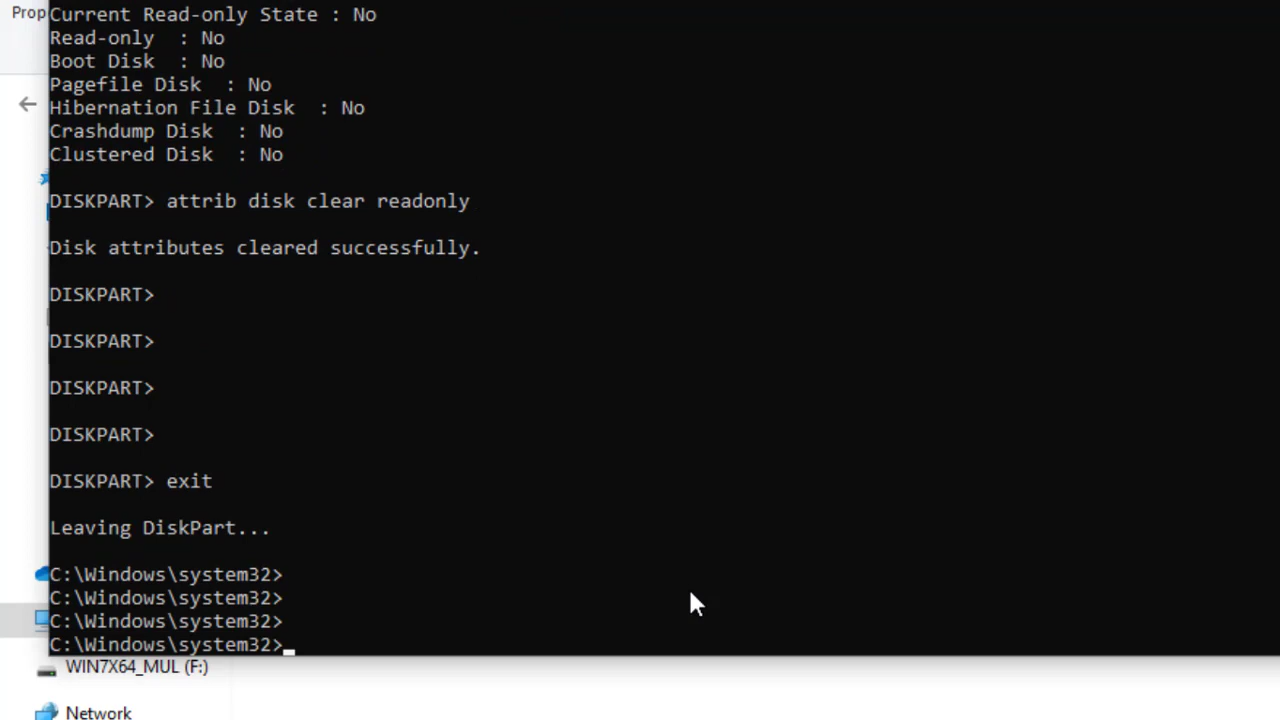 Prop
Current Read-only State : No
Read-only  : No
Boot Disk  : No
Pagefile Disk  : No
Hibernation File Disk  : No
Crashdump Disk  : No
Clustered Disk  : No
DISKPART> attrib disk clear readonly
Disk attributes cleared successfully.
DISKPART>
DISKPART>
DISKPART>
DISKPART>
DISKPART> exit
Leaving DiskPart...
C:\Windows\system32>
C:\Windows\system32>
C:\Windows\system32>
C:\Windows\system32>
WIN7X64_MUL (F:)
Network